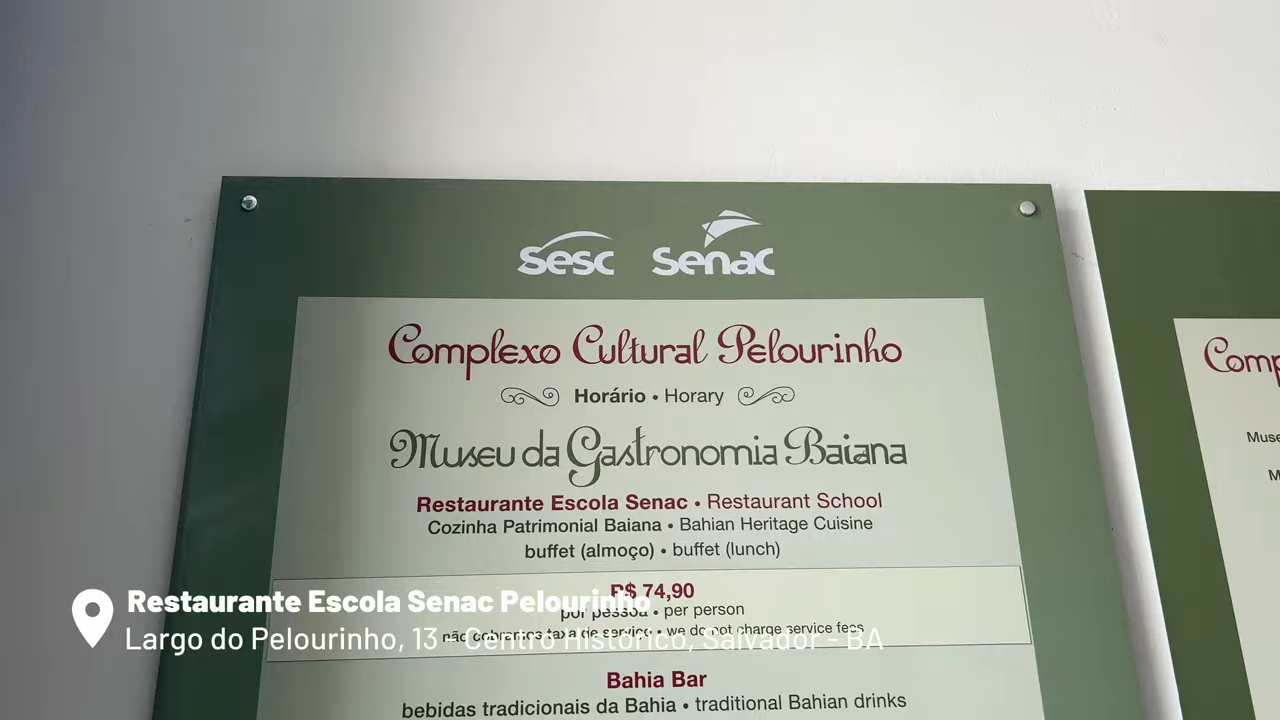 Sesc Senac
Complexo Cultural Pelourinho
Horário • Horary
Museu da Gastronomia Baiana
Restaurante Escola Senac • Restaurant School
Cozinha Patrimonial Baiana • Bahian Heritage Cuisine
buffet (almoço) • buffet (lunch)
R$ 74,90
por pessoa • per person
não cobramos taxa de serviço • we do not charge service fees
Bahia Bar
bebidas tradicionais da Bahia • traditional Bahian drinks
Restaurante Escola Senac Pelourinho
Largo do Pelourinho, 13 - Centro Histórico, Salvador - BA